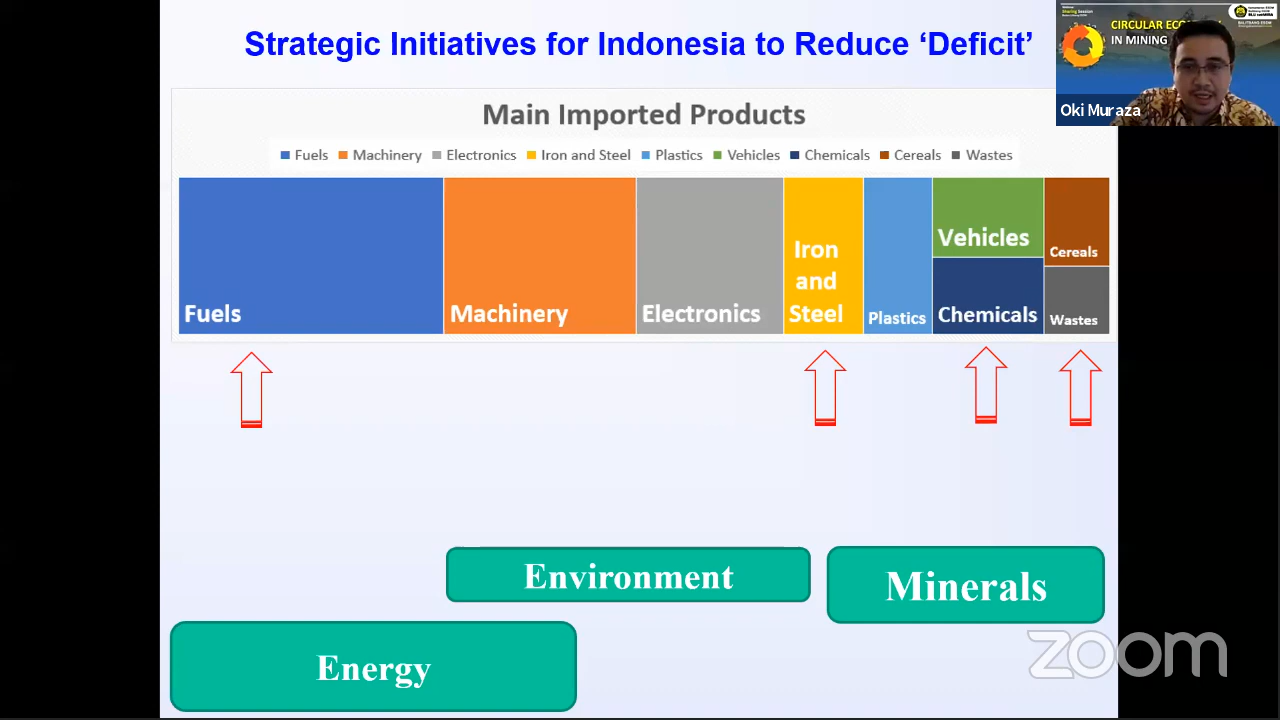 Strategic Initiatives for Indonesia to Reduce ‘Deficit’
CIRCULAR
IN MINING
Oki Muraza
Main Imported Products
Fuels Machinery Electronics Iron and Steel Plastics Vehicles Chemicals Cereals Wastes
Fuels
Machinery
Electronics
Iron
and
Steel
Plastics
Vehicles
Chemicals
Cereals
Wastes
Environment
Minerals
Energy
zoom